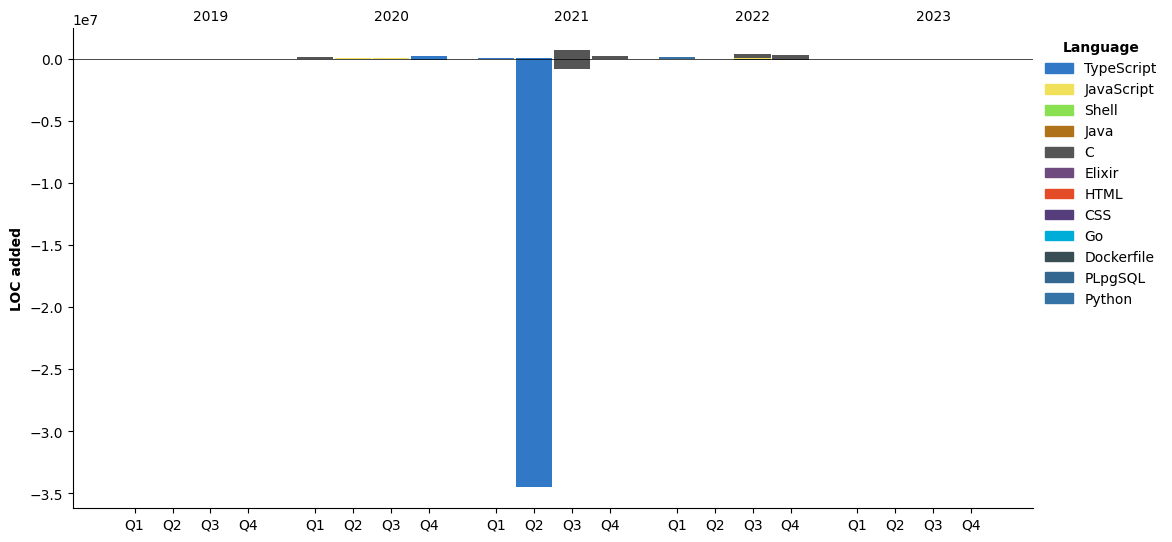 2019 2020 2021 2022 2023
1e7
0.0
−0.5
−1.0
−1.5
−2.0
−2.5
−3.0
−3.5
LOC added
Q1 Q2 Q3 Q4 Q1 Q2 Q3 Q4 Q1 Q2 Q3 Q4 Q1 Q2 Q3 Q4 Q1 Q2 Q3 Q4
Language
TypeScript
JavaScript
Shell
Java
C
Elixir
HTML
CSS
Go
Dockerfile
PLpgSQL
Python